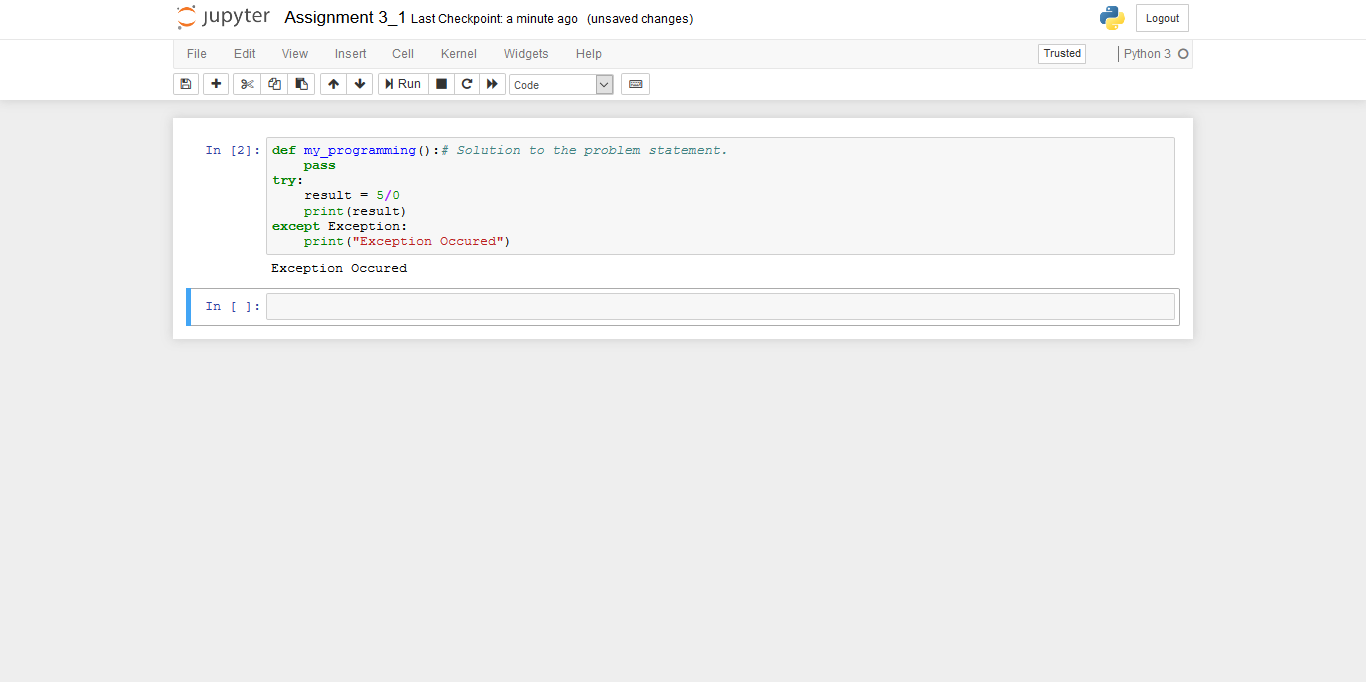 jupyter Assignment 3_1 Last Checkpoint: a minute ago (unsaved changes) Logout
File Edit View Insert Cell Kernel Widgets Help Trusted Python 3
Run Code
In [2]: def my_programming():# Solution to the problem statement.
    pass
try:
    result = 5/0
    print(result)
except Exception:
    print("Exception Occured")
Exception Occured
In [ ]: